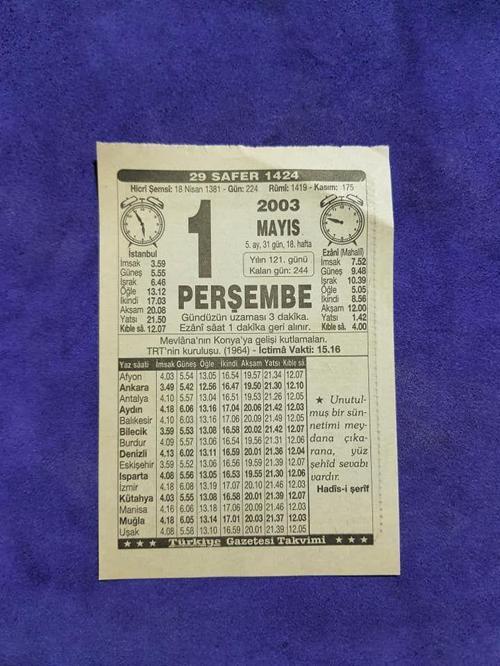 29 SAFER 1424
Hicrî Şemsî: 18 Nisan 1381 - Gün: 224 Rûmî: 1419 - Kasım: 175
1
2003
MAYIS
5. ay, 31 gün, 18. hafta
Yılın 121. günü
Kalan gün: 244
PERŞEMBE
Gündüzün uzaması 3 dakika.
Ezânî sâat 1 dakika geri alınır.
İstanbul
İmsak 3.59
Güneş 5.55
İşrak 6.46
Öğle 13.12
İkindi 17.03
Akşam 20.08
Yatsı 21.50
Kıble sâ. 12.07
Ezânî (Mahallî)
İmsak 7.52
Güneş 9.48
İşrak 10.39
Öğle 5.05
İkindi 8.56
Akşam 12.00
Yatsı 1.42
Kıble sâ. 4.00
Mevlâna'nın Konya'ya gelişi kutlamaları.
TRT'nin kuruluşu. (1964) - İctima Vakti: 15.16
Yaz sâati İmsak Güneş Öğle İkindi Akşam Yatsı Kıble sâ.
Afyon 4.03 5.54 13.05 16.54 19.57 21.34 12.07
Ankara 3.49 5.42 12.56 16.47 19.50 21.30 12.10
Antalya 4.10 5.57 13.04 16.51 19.53 21.26 12.05
Aydın 4.18 6.06 13.16 17.04 20.06 21.42 12.03
Balıkesir 4.10 6.03 13.16 17.06 20.09 21.49 12.05
Bilecik 3.59 5.53 13.08 16.58 20.02 21.42 12.07
Burdur 4.09 5.57 13.06 16.54 19.56 21.31 12.06
Denizli 4.13 6.02 13.11 16.59 20.01 21.36 12.04
Eskişehir 3.59 5.52 13.06 16.56 19.59 21.39 12.07
Isparta 4.08 5.56 13.05 16.53 19.55 21.30 12.06
İzmir 4.18 6.08 13.19 17.07 20.10 21.46 12.03
Kütahya 4.03 5.55 13.08 16.58 20.01 21.39 12.07
Manisa 4.16 6.06 13.18 17.06 20.09 21.46 12.03
Muğla 4.18 6.05 13.14 17.01 20.03 21.37 12.03
Uşak 4.08 5.58 13.10 16.59 20.01 21.39 12.05
★ Unutul-
muş bir sün-
netimi mey-
dana çıka-
rana, yüz
şehîd sevabı
vardır.
Hadîs-i şerîf
★ ★ ★ Türkiye Gazetesi Takvimi ★ ★ ★